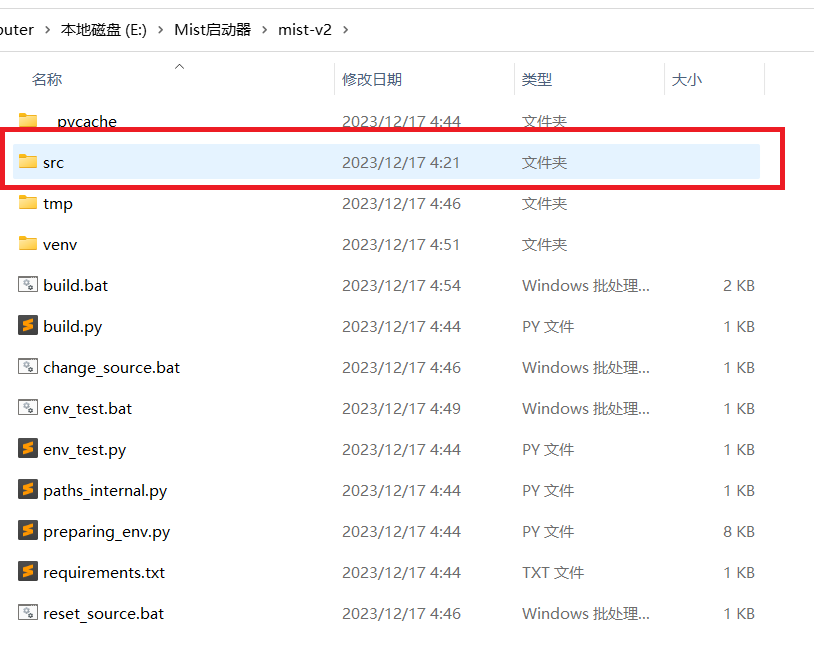 outer > 本地磁盘 (E:) > Mist启动器 > mist-v2 >
名称 修改日期 类型 大小
__pycache__ 2023/12/17 4:44 文件夹
src 2023/12/17 4:21 文件夹
tmp 2023/12/17 4:46 文件夹
venv 2023/12/17 4:51 文件夹
build.bat 2023/12/17 4:54 Windows 批处理... 2 KB
build.py 2023/12/17 4:44 PY 文件 1 KB
change_source.bat 2023/12/17 4:46 Windows 批处理... 1 KB
env_test.bat 2023/12/17 4:49 Windows 批处理... 1 KB
env_test.py 2023/12/17 4:44 PY 文件 1 KB
paths_internal.py 2023/12/17 4:44 PY 文件 1 KB
preparing_env.py 2023/12/17 4:44 PY 文件 8 KB
requirements.txt 2023/12/17 4:44 TXT 文件 1 KB
reset_source.bat 2023/12/17 4:46 Windows 批处理... 1 KB